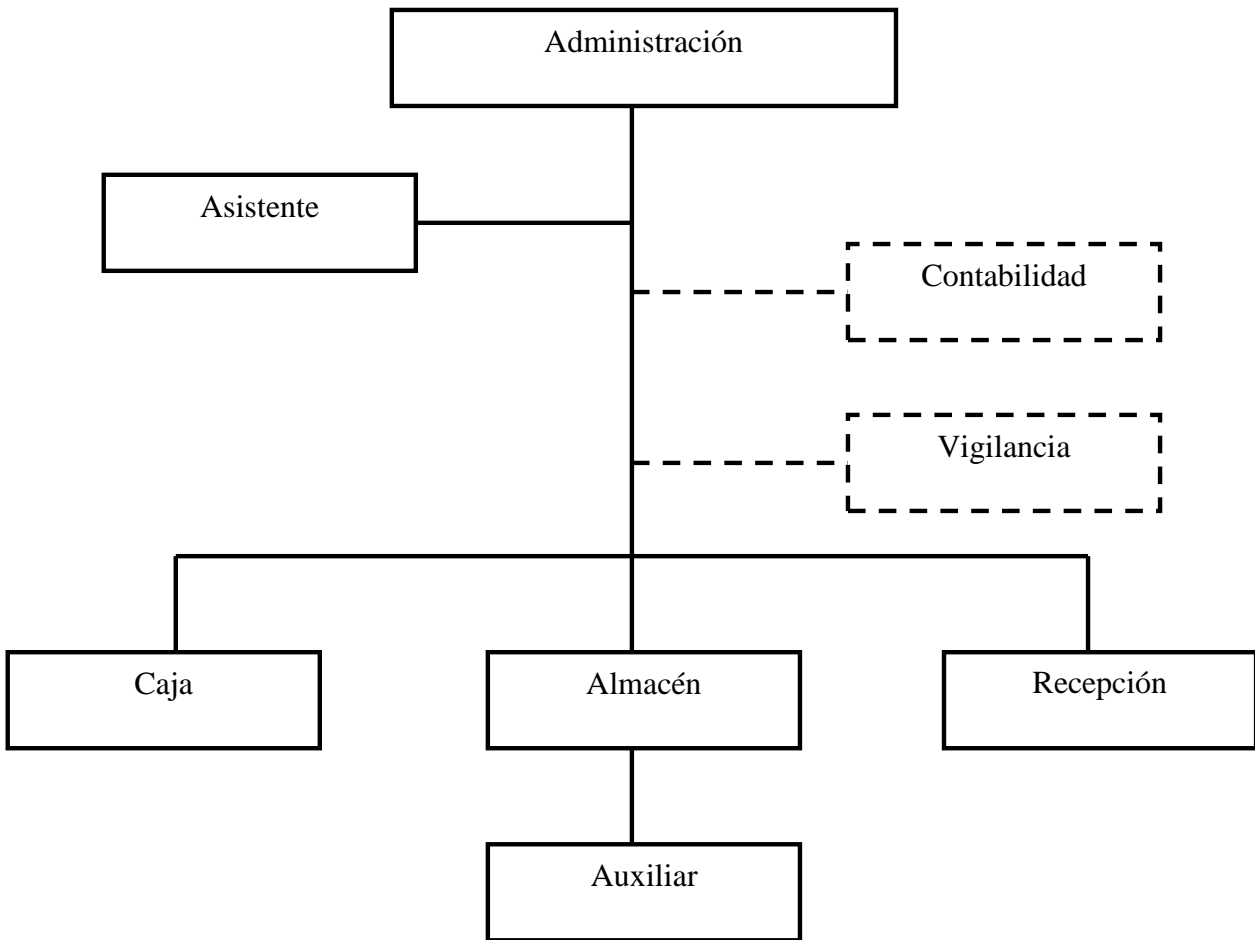 Administración
Asistente
Contabilidad
Vigilancia
Caja
Almacén
Recepción
Auxiliar